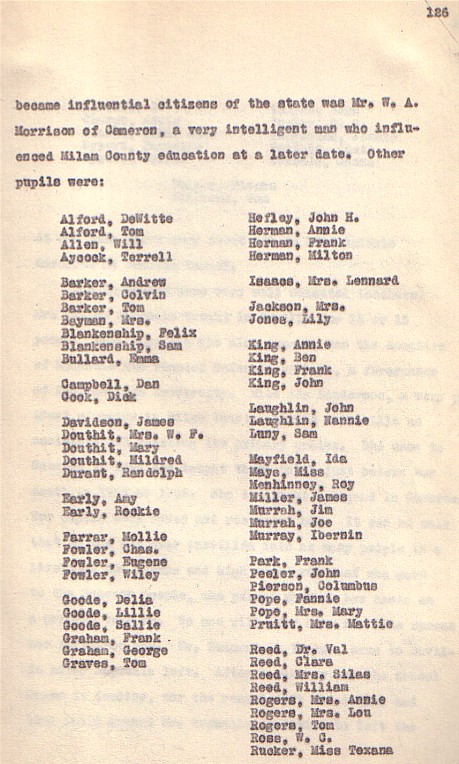 126
became influential citizens of the state was Mr. W. A.
Morrison of Cameron, a very intelligent man who influ-
enced Milam County education at a later date. Other
pupils were:
Alford, DeWitte
Alford, Tom
Allen, Will
Aycock, Terrell
Barker, Andrew
Barker, Colvin
Barker, Tom
Bayman, Mrs.
Blankenship, Felix
Blankenship, Sam
Bullard, Emma
Campbell, Dan
Cook, Dick
Davidson, James
Douthit, Mrs. W. F.
Douthit, Mary
Douthit, Mildred
Durant, Randolph
Early, Amy
Early, Rookie
Farrar, Mollie
Fowler, Chas.
Fowler, Eugene
Fowler, Wiley
Goode, Delia
Goode, Lillie
Goode, Sallie
Graham, Frank
Graham, George
Graves, Tom
Hefley, John H.
Herman, Annie
Herman, Frank
Herman, Milton
Isaacs, Mrs. Lennard
Jackson, Mrs.
Jones, Lily
King, Annie
King, Ben
King, Frank
King, John
Laughlin, John
Laughlin, Nannie
Luny, Sam
Mayfield, Ida
Mays, Miss
Menhinney, Roy
Miller, James
Murrah, Jim
Murrah, Joe
Murray, Ibernin
Park, Frank
Peeler, John
Pierson, Columbus
Pope, Fannie
Pope, Mrs. Mary
Pruitt, Mrs. Mattie
Reed, Dr. Val
Reed, Clara
Reed, Mrs. Silas
Reed, William
Rogers, Mrs. Annie
Rogers, Mrs. Lou
Rogers, Tom
Ross, W. C.
Rucker, Miss Texana